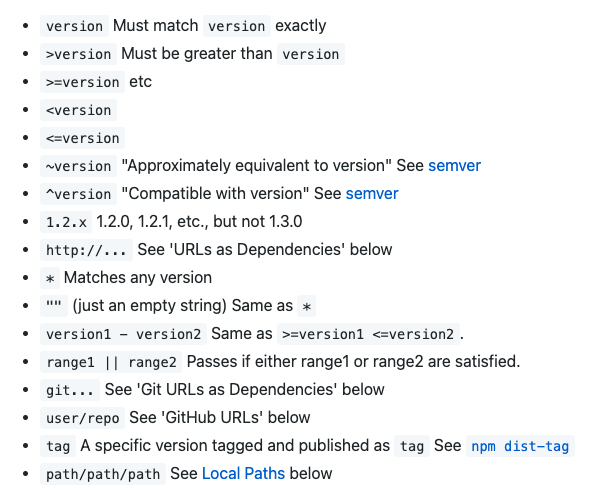 version Must match version exactly
>version Must be greater than version
>=version etc
<version
<=version
~version "Approximately equivalent to version" See semver
^version "Compatible with version" See semver
1.2.x 1.2.0, 1.2.1, etc., but not 1.3.0
http://... See 'URLs as Dependencies' below
* Matches any version
"" (just an empty string) Same as *
version1 - version2 Same as >=version1 <=version2.
range1 || range2 Passes if either range1 or range2 are satisfied.
git... See 'Git URLs as Dependencies' below
user/repo See 'GitHub URLs' below
tag A specific version tagged and published as tag See npm dist-tag
path/path/path See Local Paths below